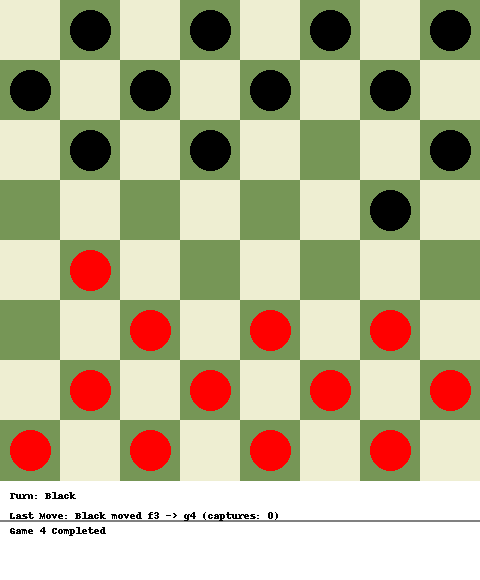 Turn: Black
Last Move: Black moved f3 -> g4 (captures: 0)
Game 4 Completed